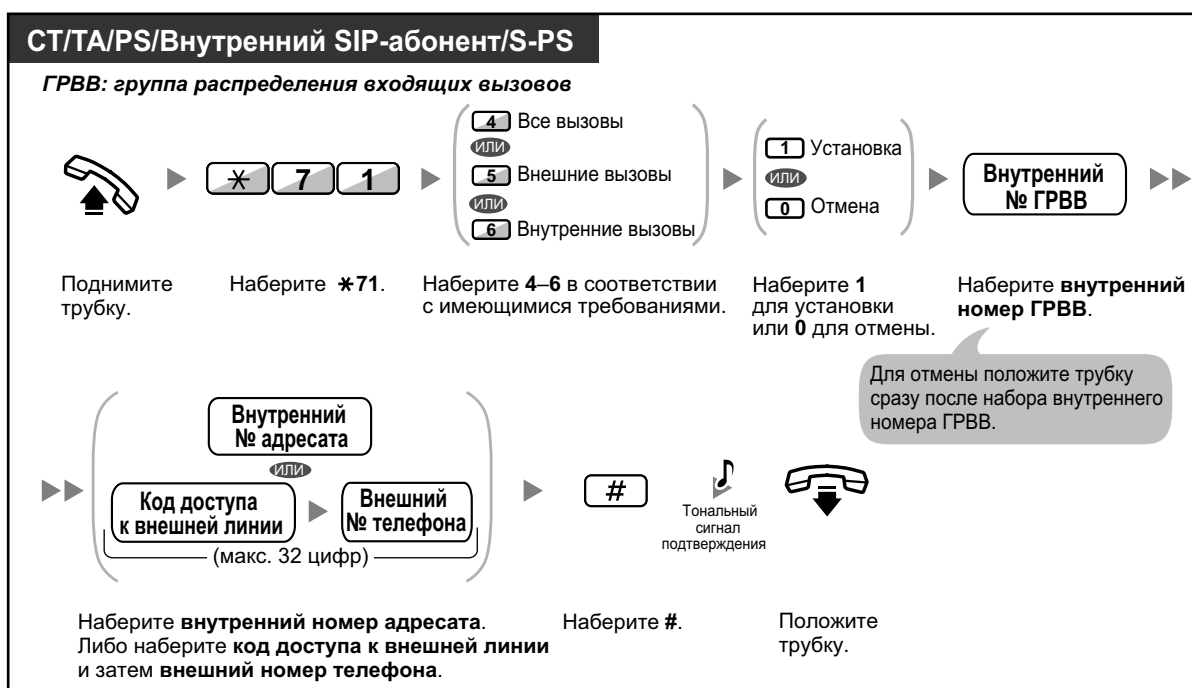 СТ/ТА/PS/Внутренний SIP-абонент/S-PS
ГРВВ: группа распределения входящих вызовов
4 Все вызовы
ИЛИ
5 Внешние вызовы
ИЛИ
6 Внутренние вызовы
1 Установка
ИЛИ
0 Отмена
Внутренний
№ ГРВВ
* 7 1
Поднимите
трубку.
Наберите *71.
Наберите 4–6 в соответствии
с имеющимися требованиями.
Наберите 1
для установки
или 0 для отмены.
Наберите внутренний
номер ГРВВ.
Для отмены положите трубку
сразу после набора внутреннего
номера ГРВВ.
Внутренний
№ адресата
ИЛИ
Код доступа
к внешней линии
Внешний
№ телефона
(макс. 32 цифр)
#
Тональный
сигнал
подтверждения
Наберите внутренний номер адресата.
Либо наберите код доступа к внешней линии
и затем внешний номер телефона.
Наберите #.
Положите
трубку.